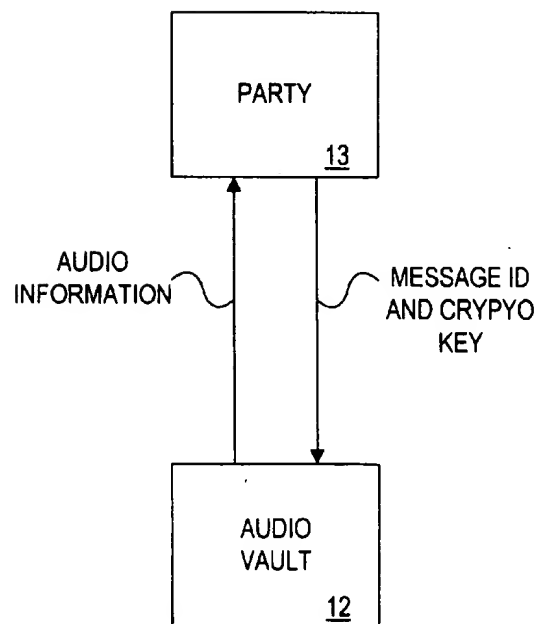 PARTY
13
AUDIO
INFORMATION
MESSAGE ID
AND CRYPYO
KEY
AUDIO
VAULT
12